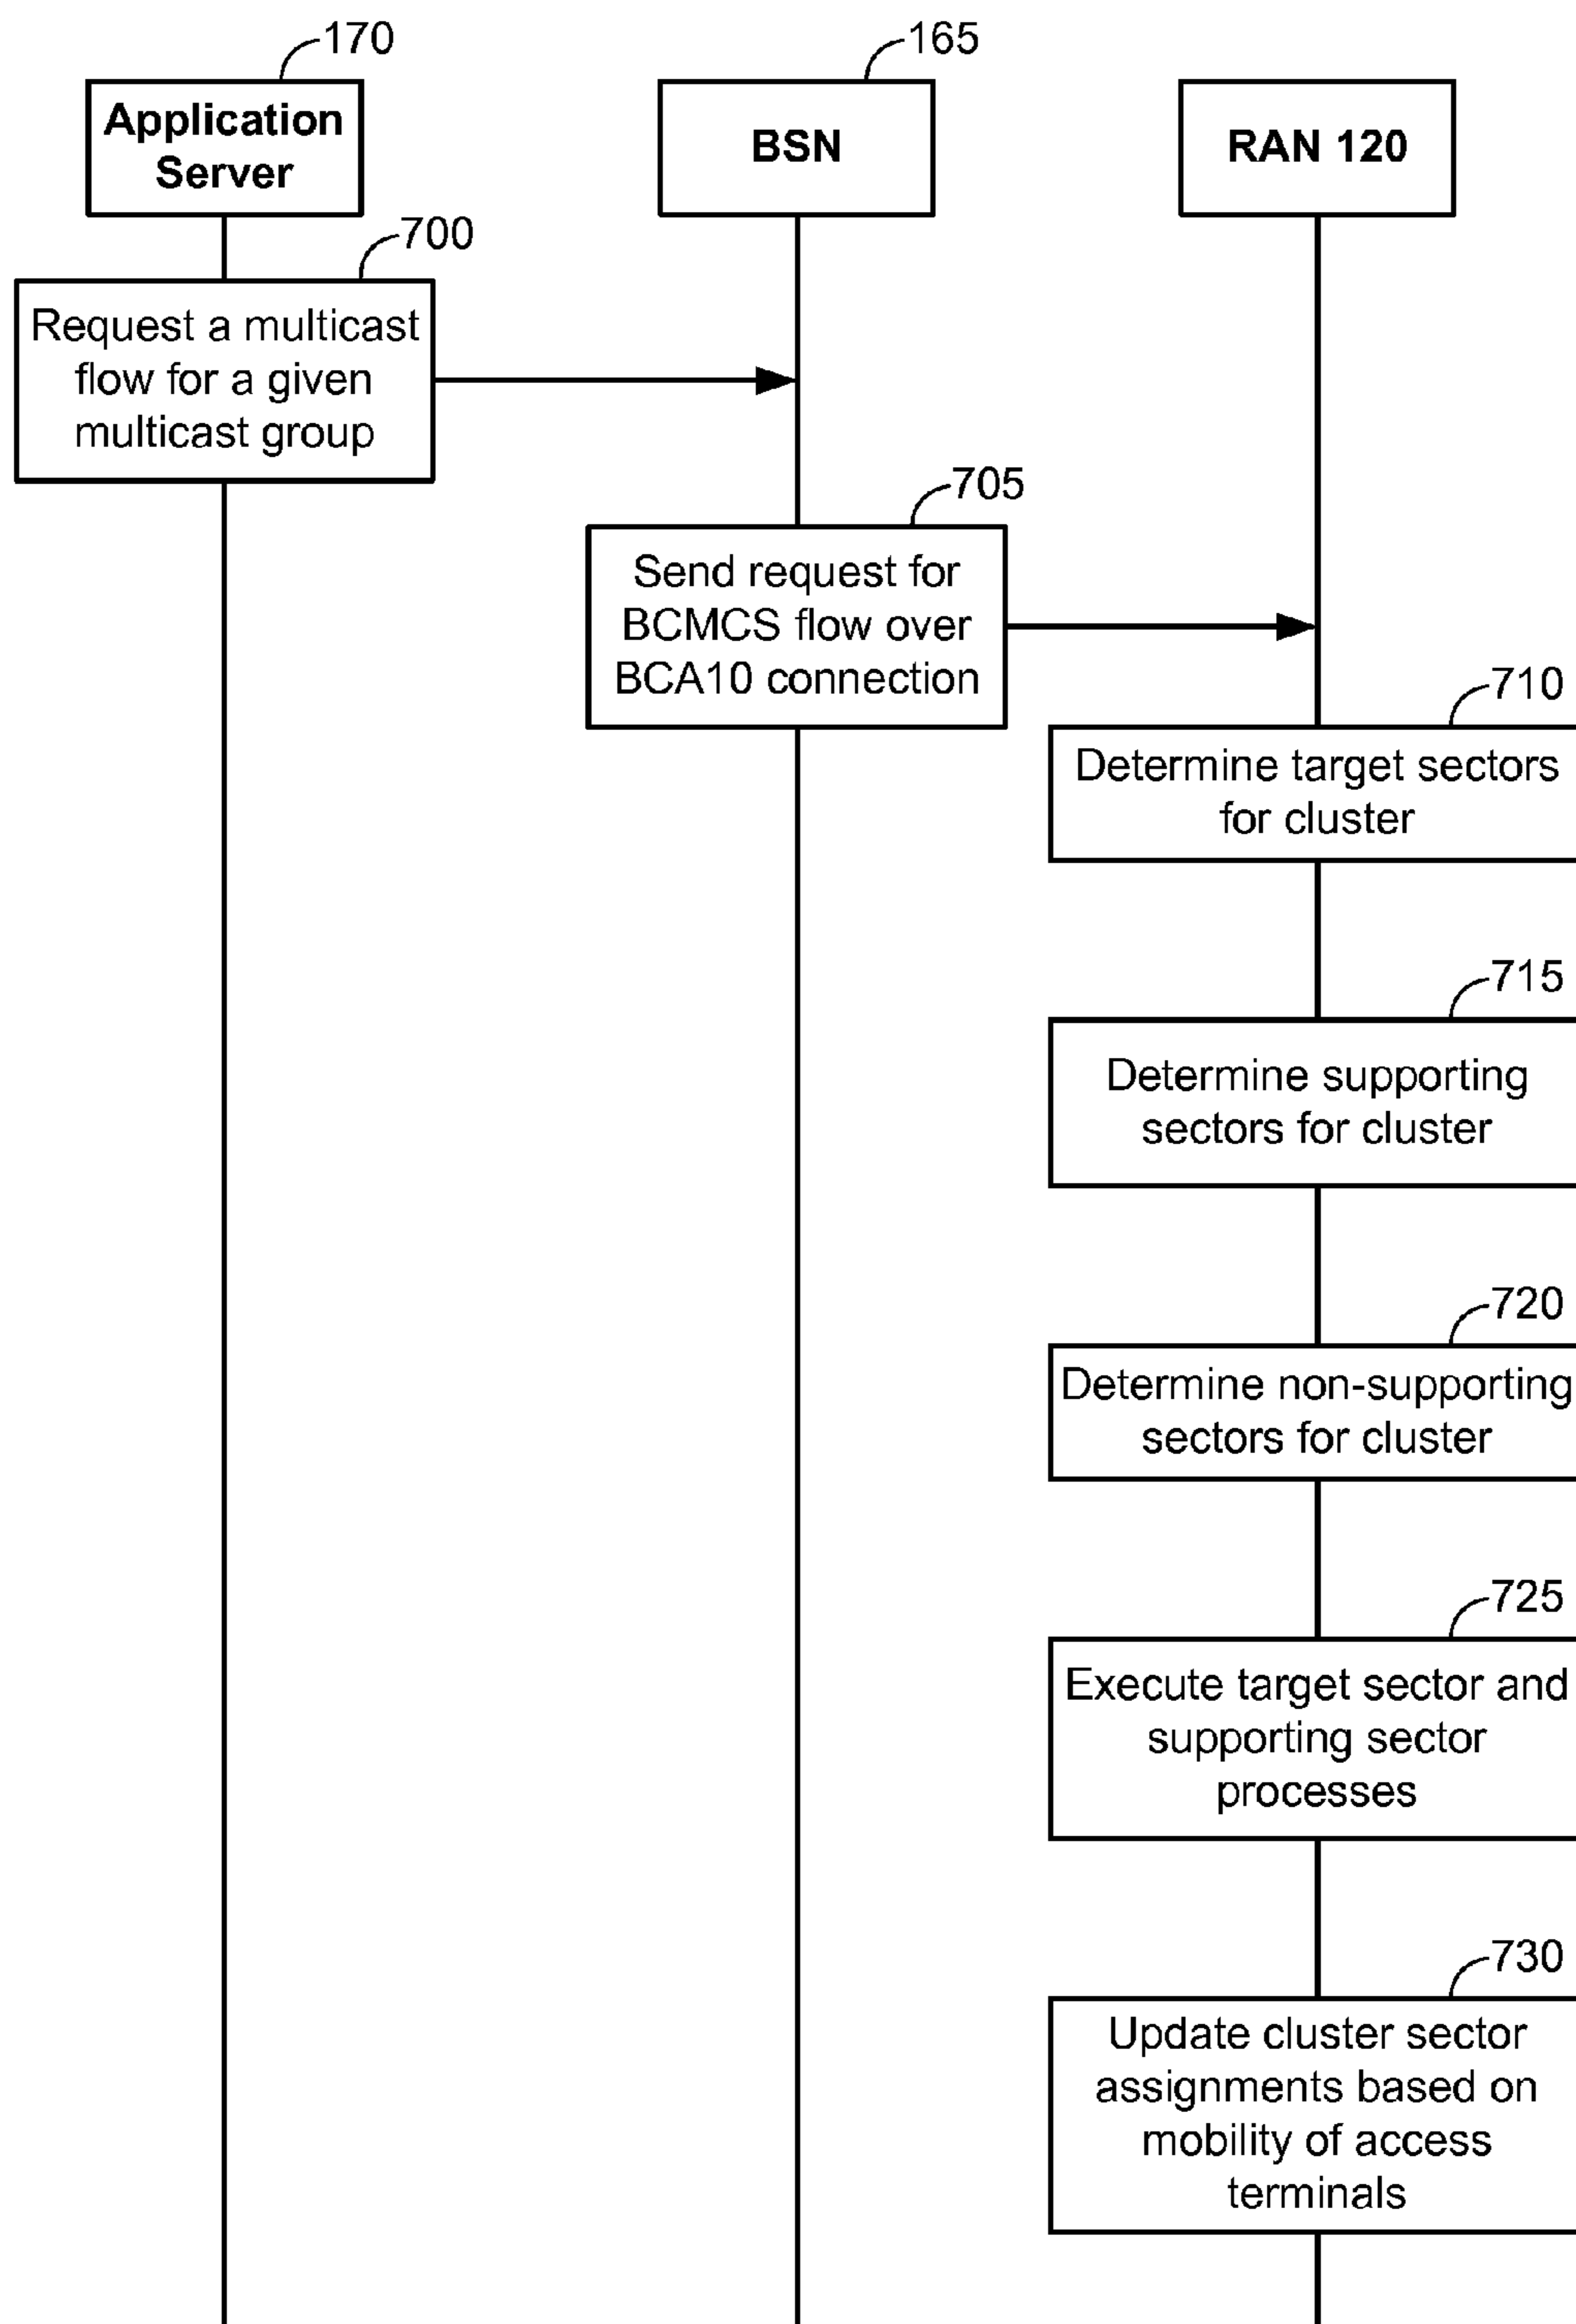 170
165
Application
Server
BSN
RAN 120
700
Request a multicast
flow for a given
multicast group
705
Send request for
BCMCS flow over
BCA10 connection
710
Determine target sectors
for cluster
715
Determine supporting
sectors for cluster
720
Determine non-supporting
sectors for cluster
725
Execute target sector and
supporting sector
processes
730
Update cluster sector
assignments based on
mobility of access
terminals